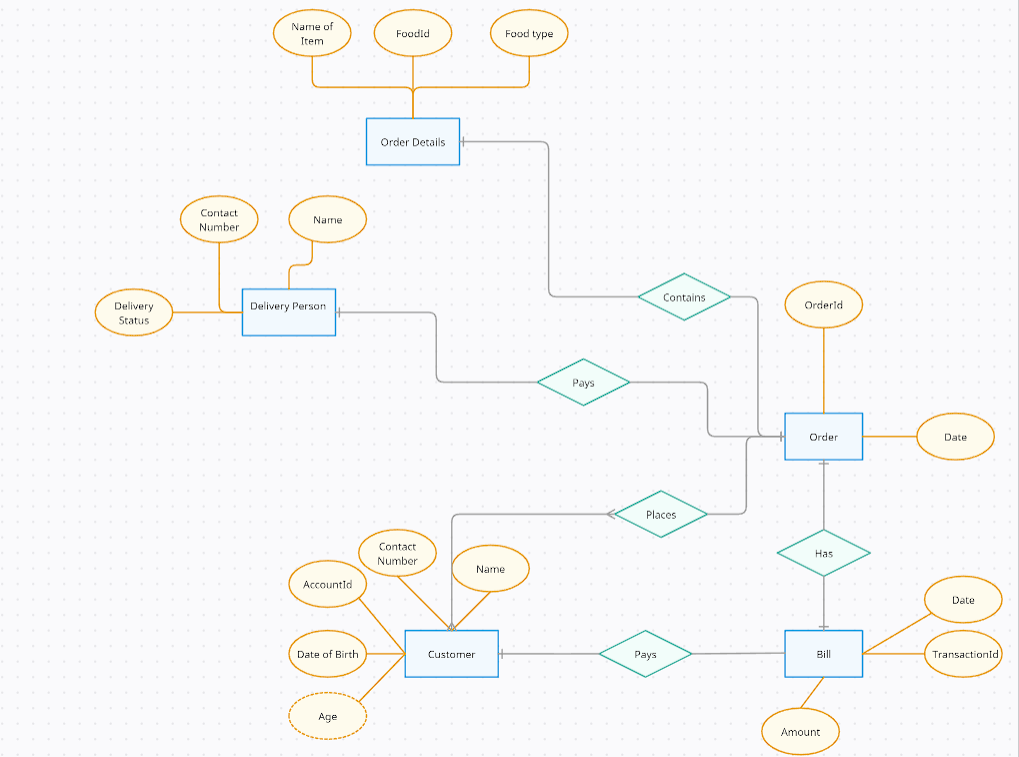 Name of
Item
FoodId
Food type
Order Details
Contact
Number
Name
Delivery Person
Delivery
Status
Contains
OrderId
Pays
Order
Date
Places
Contact
Number
Has
Name
AccountId
Date
Customer
Date of Birth
Pays
Bill
TransactionId
Age
Amount